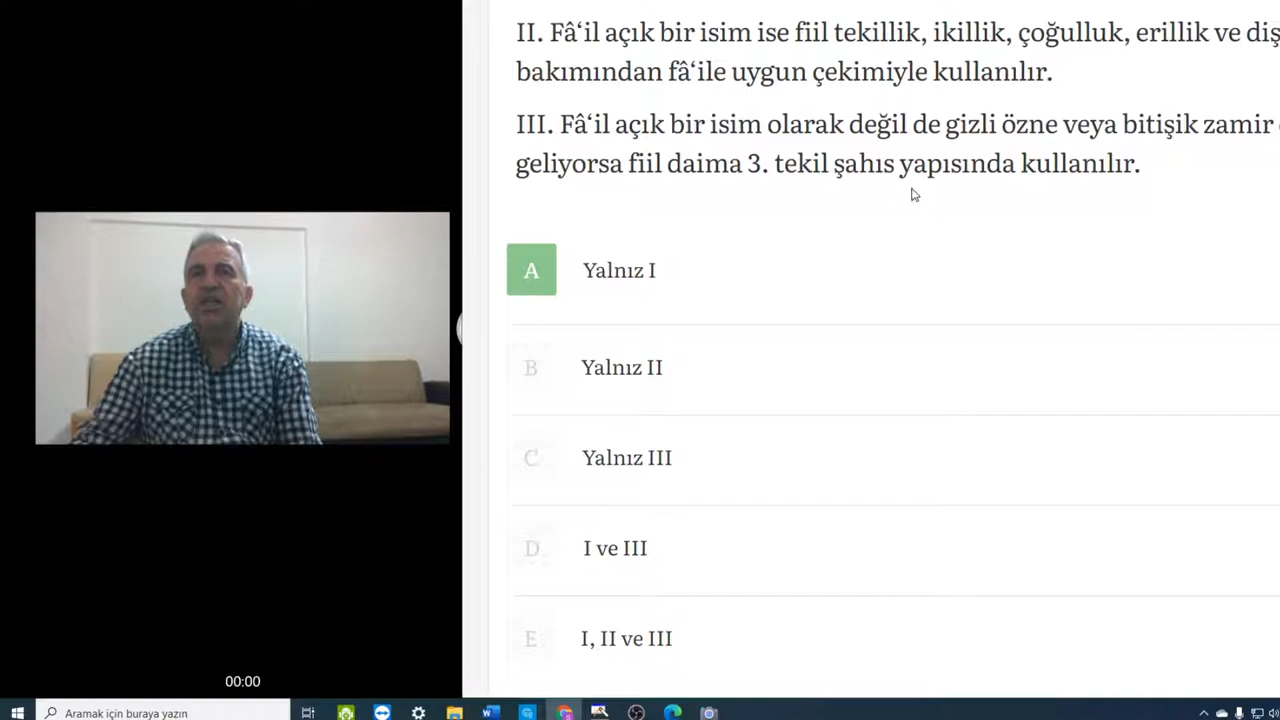 II. Fâ‘il açık bir isim ise fiil tekillik, ikillik, çoğulluk, erillik ve diş
bakımından fâ‘ile uygun çekimiyle kullanılır.
III. Fâ‘il açık bir isim olarak değil de gizli özne veya bitişik zamir
geliyorsa fiil daima 3. tekil şahıs yapısında kullanılır.
A Yalnız I
B Yalnız II
C Yalnız III
D I ve III
E I, II ve III
00:00
Aramak için buraya yazın